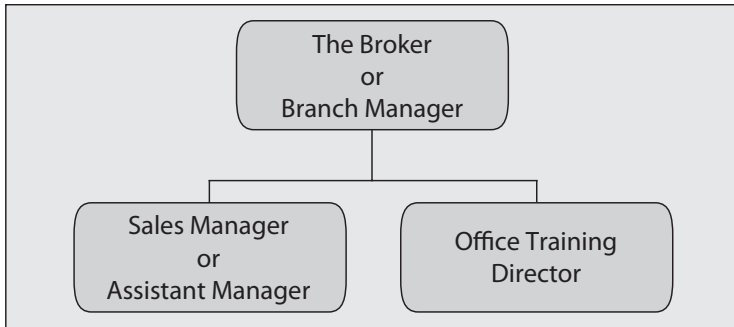 The Broker
or
Branch Manager
Sales Manager
or
Assistant Manager
Office Training
Director